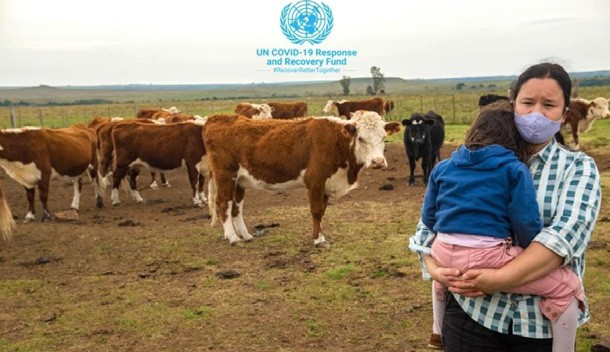 UN COVID-19 Response
and Recovery Fund
#RecoverBetterTogether